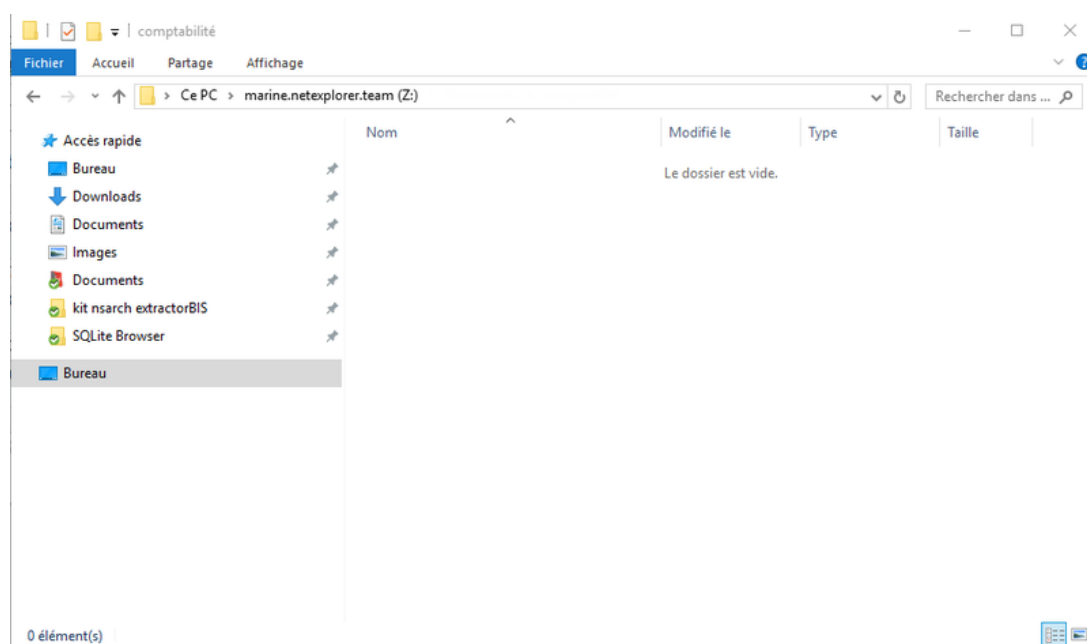 comptabilité
Fichier Accueil Partage Affichage
Ce PC > marine.netexplorer.team (Z:) Rechercher dans ...
Nom Modifié le Type Taille
Le dossier est vide.
Accès rapide
Bureau
Downloads
Documents
Images
Documents
kit nsarch extractorBIS
SQLite Browser
Bureau
0 élément(s)